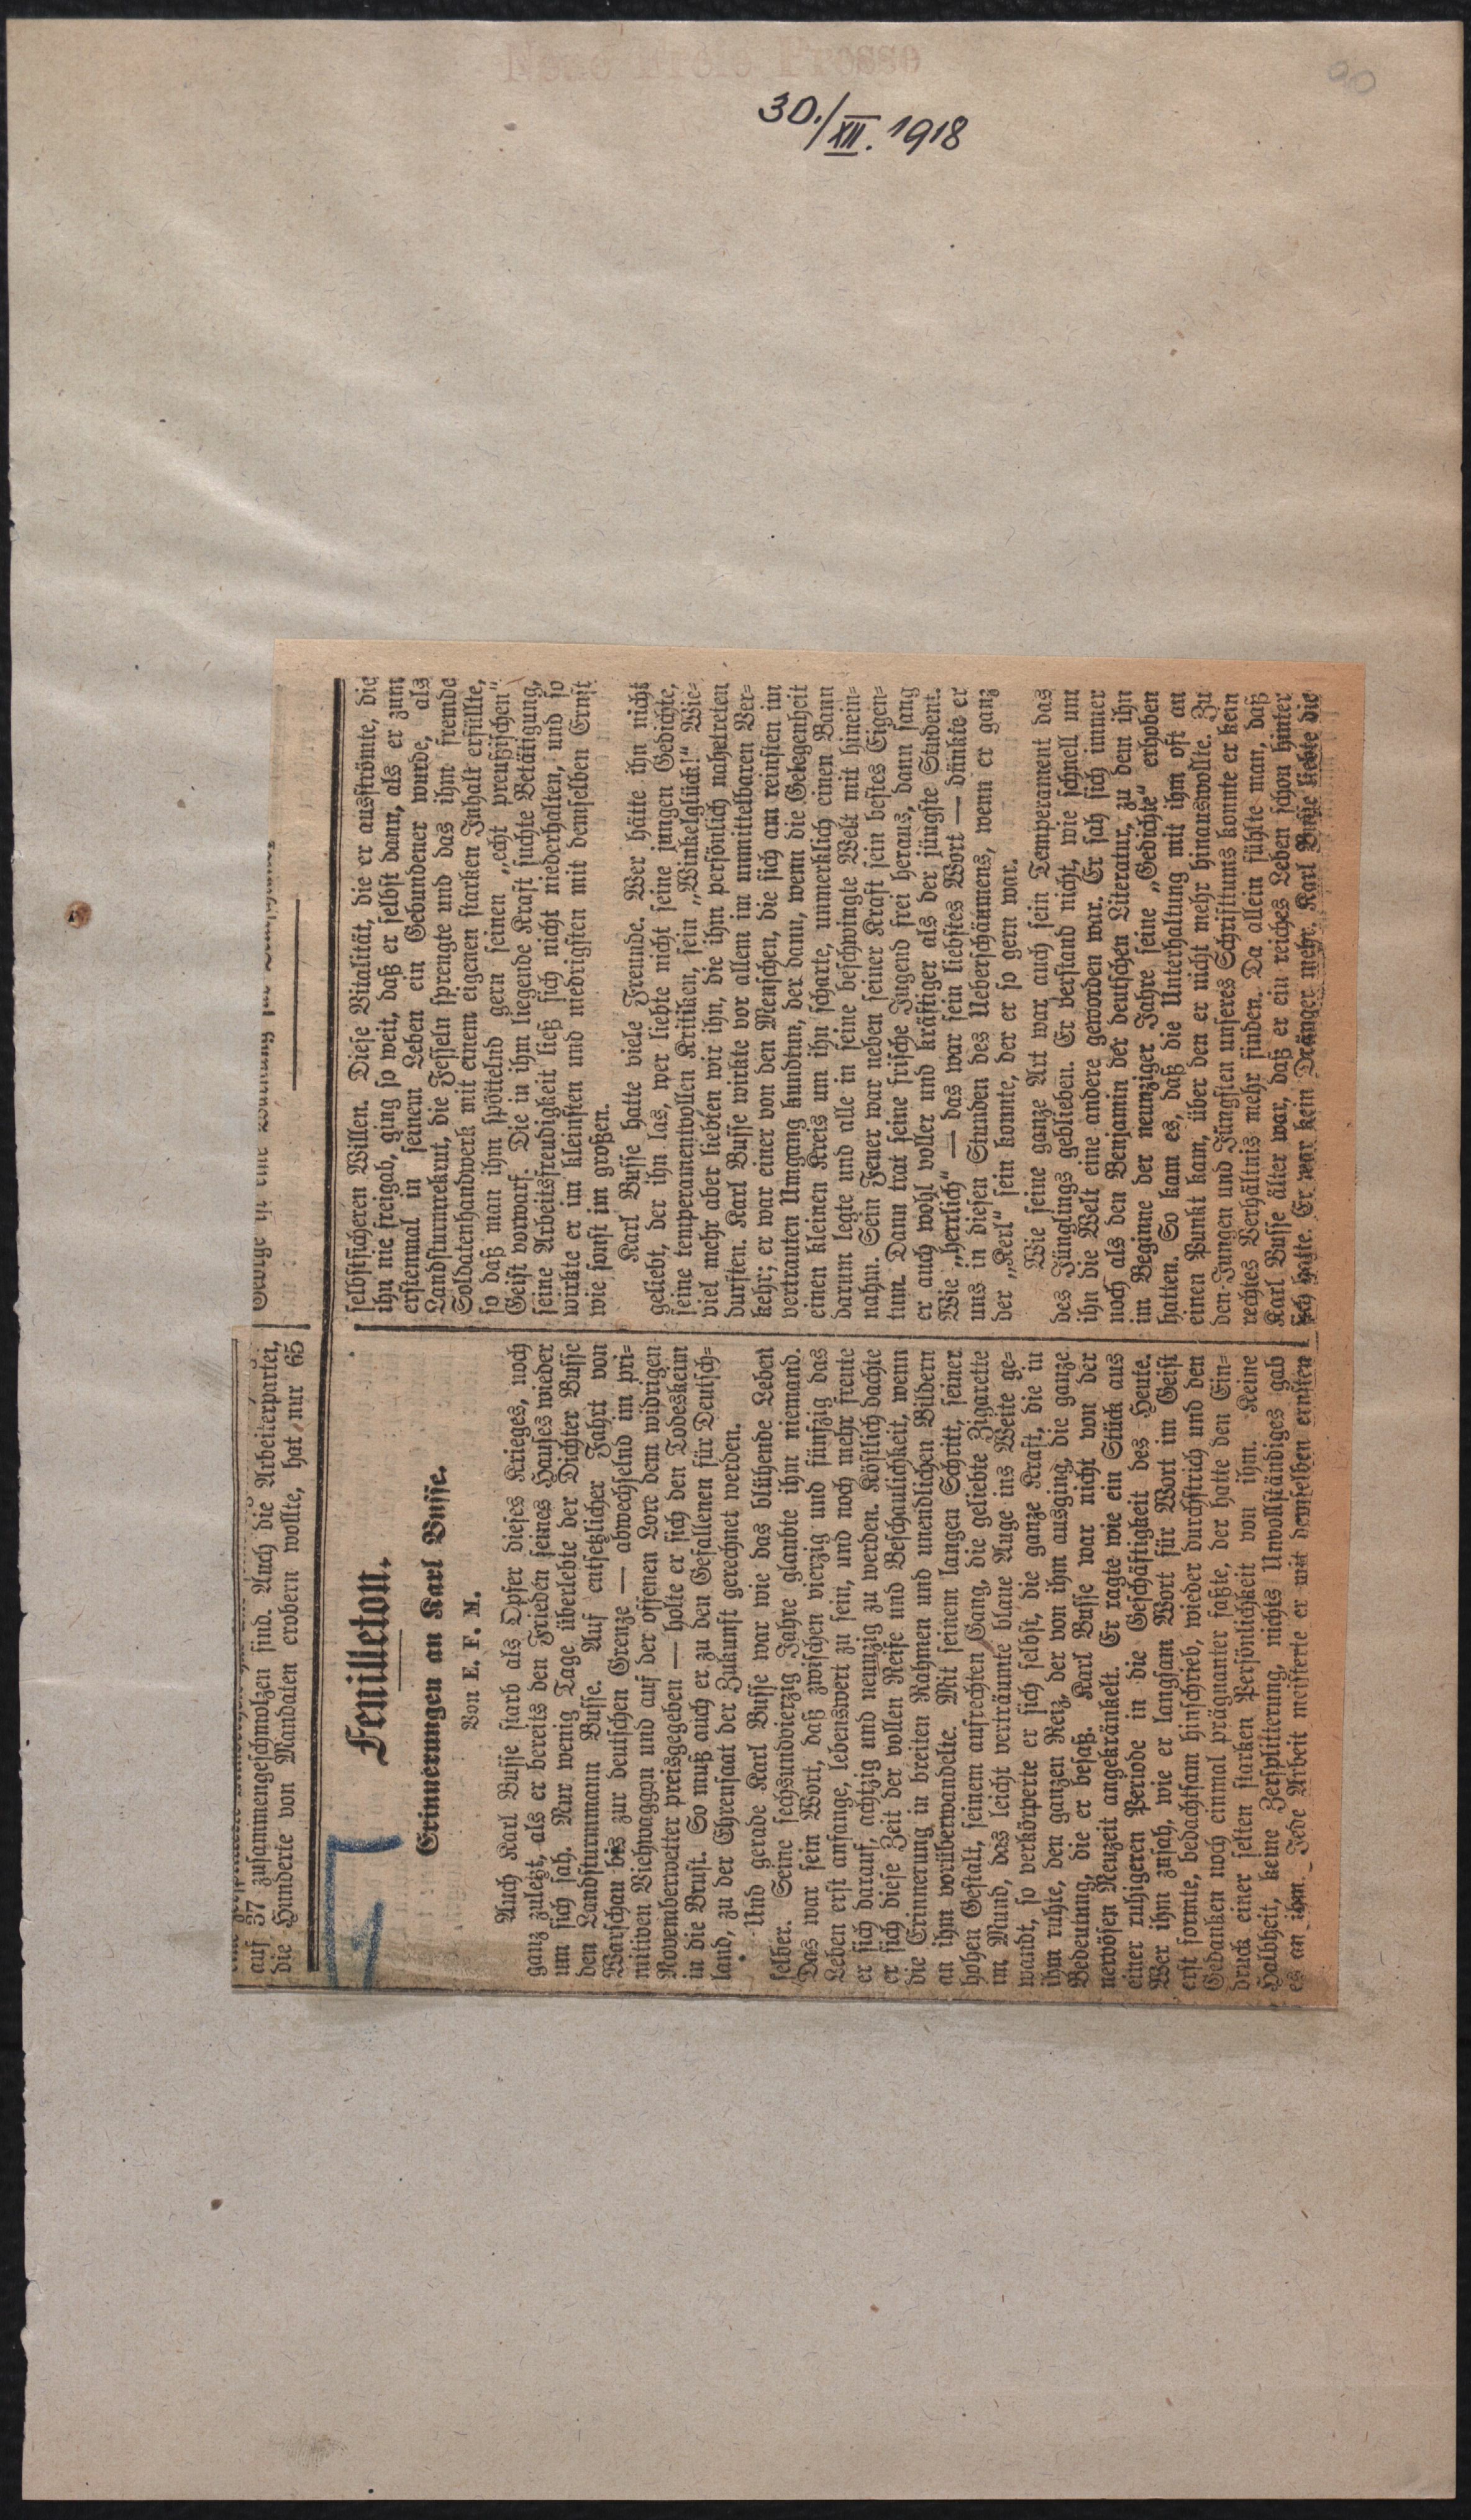 Neue Freie Presse
30./XII. 1918
90
auf 37 zusammengeschmolzen sind. Auch die Arbeiterpartei,
die Hunderte von Mandaten erobern wollte, hat nur 65
Feuilleton.
Erinnerungen an Karl Busse.
Von E. F. M.
Auch Karl Busse starb als Opfer dieses Krieges, noch
ganz zuletzt, als er bereits den Frieden seines Hauses wieder
um sich sah. Nur wenig Tage überlebte der Dichter Busse
den Landsturmmann Busse. Auf entsetzlicher Fahrt von
Warschau bis zur deutschen Grenze — abwechselnd im pri-
mitiven Viehwaggon und auf der offenen Lore dem widrigen
Novemberwetter preisgegeben — holte er sich den Todeskeim
in die Brust. So muß auch er zu den Gefallenen für Deutsch-
land, zu der Ehrensaat der Zukunft gerechnet werden.
Und gerade Karl Busse war wie das blühende Leben
selber. Seine sechsundvierzig Jahre glaubte ihm niemand.
Das war sein Wort, daß zwischen vierzig und fünfzig das
Leben erst anfange, lebenswert zu sein, und noch mehr freute
er sich darauf, achtzig und neunzig zu werden. Köstlich dachte
er sich diese Zeit der vollen Reife und Beschaulichkeit, wenn
die Erinnerung in breiten Rahmen und unendlichen Bildern
an ihm vorüberwandelte. Mit seinem langen Schritt, seiner
hohen Gestalt, seinem aufrechten Gang, die geliebte Zigarette
im Mund, das leicht verträumte blaue Auge ins Weite ge-
wandt, so verkörperte er sich selbst, die ganze Kraft, die in
ihm ruhte, den ganzen Reiz, der von ihm ausging, die ganze
Bedeutung, die er besaß. Karl Busse war nicht von der
nervösen Neuzeit angekränkelt. Er ragte wie ein Stück aus
einer ruhigeren Periode in die Geschäftigkeit des Heute.
Wer ihm zusah, wie er langsam Wort für Wort im Geist
erst formte, bedachtsam hinschrieb, wieder durchstrich und den
Gedanken noch einmal prägnanter faßte, der hatte den Ein-
druck einer selten starken Persönlichkeit von ihm. Keine
Halbheit, keine Zersplitterung, nichts Unvollständiges gab
es an ihm. Jede Arbeit meisterte er mit demselben ernsten
selbstsicheren Willen. Diese Vitalität, die er ausströmte, die
ihn nie freigab, ging so weit, daß er selbst dann, als er zum
erstenmal in seinem Leben ein Gebundener wurde, als
Landsturmrekrut, die Fesseln sprengte und das ihm fremde
Soldatenhandwerk mit einem eigenen starken Inhalt erfüllte,
so daß man ihm spöttelnd gern seinen „echt preußischen“
Geist vorwarf. Die in ihm liegende Kraft suchte Betätigung,
seine Arbeitsfreudigkeit ließ sich nicht niederhalten, und so
wirkte er im kleinsten und niedrigsten mit demselben Ernst
wie sonst im großen.
Karl Busse hatte viele Freunde. Wer hätte ihn nicht
geliebt, der ihn las, wer liebte nicht seine jungen Gedichte,
seine temperamentvollen Kritiken, sein „Winkelglück!“ Wie-
viel mehr aber liebten wir ihn, die ihm persönlich nahetreten
durften. Karl Busse wirkte vor allem im unmittelbaren Ver-
kehr; er war einer von den Menschen, die sich am reinsten im
vertrauten Umgang kundtun, der dann, wenn die Gelegenheit
einen kleinen Kreis um ihn scharte, unmerklich einen Bann
darum legte und alle in seine beschwingte Welt mit hinein-
nahm. Sein Feuer war neben seiner Kraft sein bestes Eigen-
tum. Dann trat seine frische Jugend frei heraus, dann sang
er auch wohl voller und kräftiger als der jüngste Student.
Wie „herrlich“ — das war sein liebstes Wort — dünkte er
uns in diesen Stunden des Ueberschäumens, wenn er ganz
der „Kerl“ sein konnte, der er so gern war.
Wie seine ganze Art war auch sein Temperament das
des Jünglings geblieben. Er verstand nicht, wie schnell um
ihn die Welt eine andere geworden war. Er sah sich immer
noch als den Benjamin der deutschen Literatur, zu dem ihn
im Beginne der neunziger Jahre seine „Gedichte“ erhoben
hatten. So kam es, daß die Unterhaltung mit ihm oft an
einen Punkt kam, über den er nicht mehr hinauswollte. Zu
den Jungen und Jüngsten unseres Schrifttums konnte er kein
rechtes Verhältnis mehr finden. Da allein fühlte man, daß
Karl Busse älter war, daß er ein reiches Leben schon hinter
sich hatte. Er war kein Dränger mehr. Karl Busse liebte die